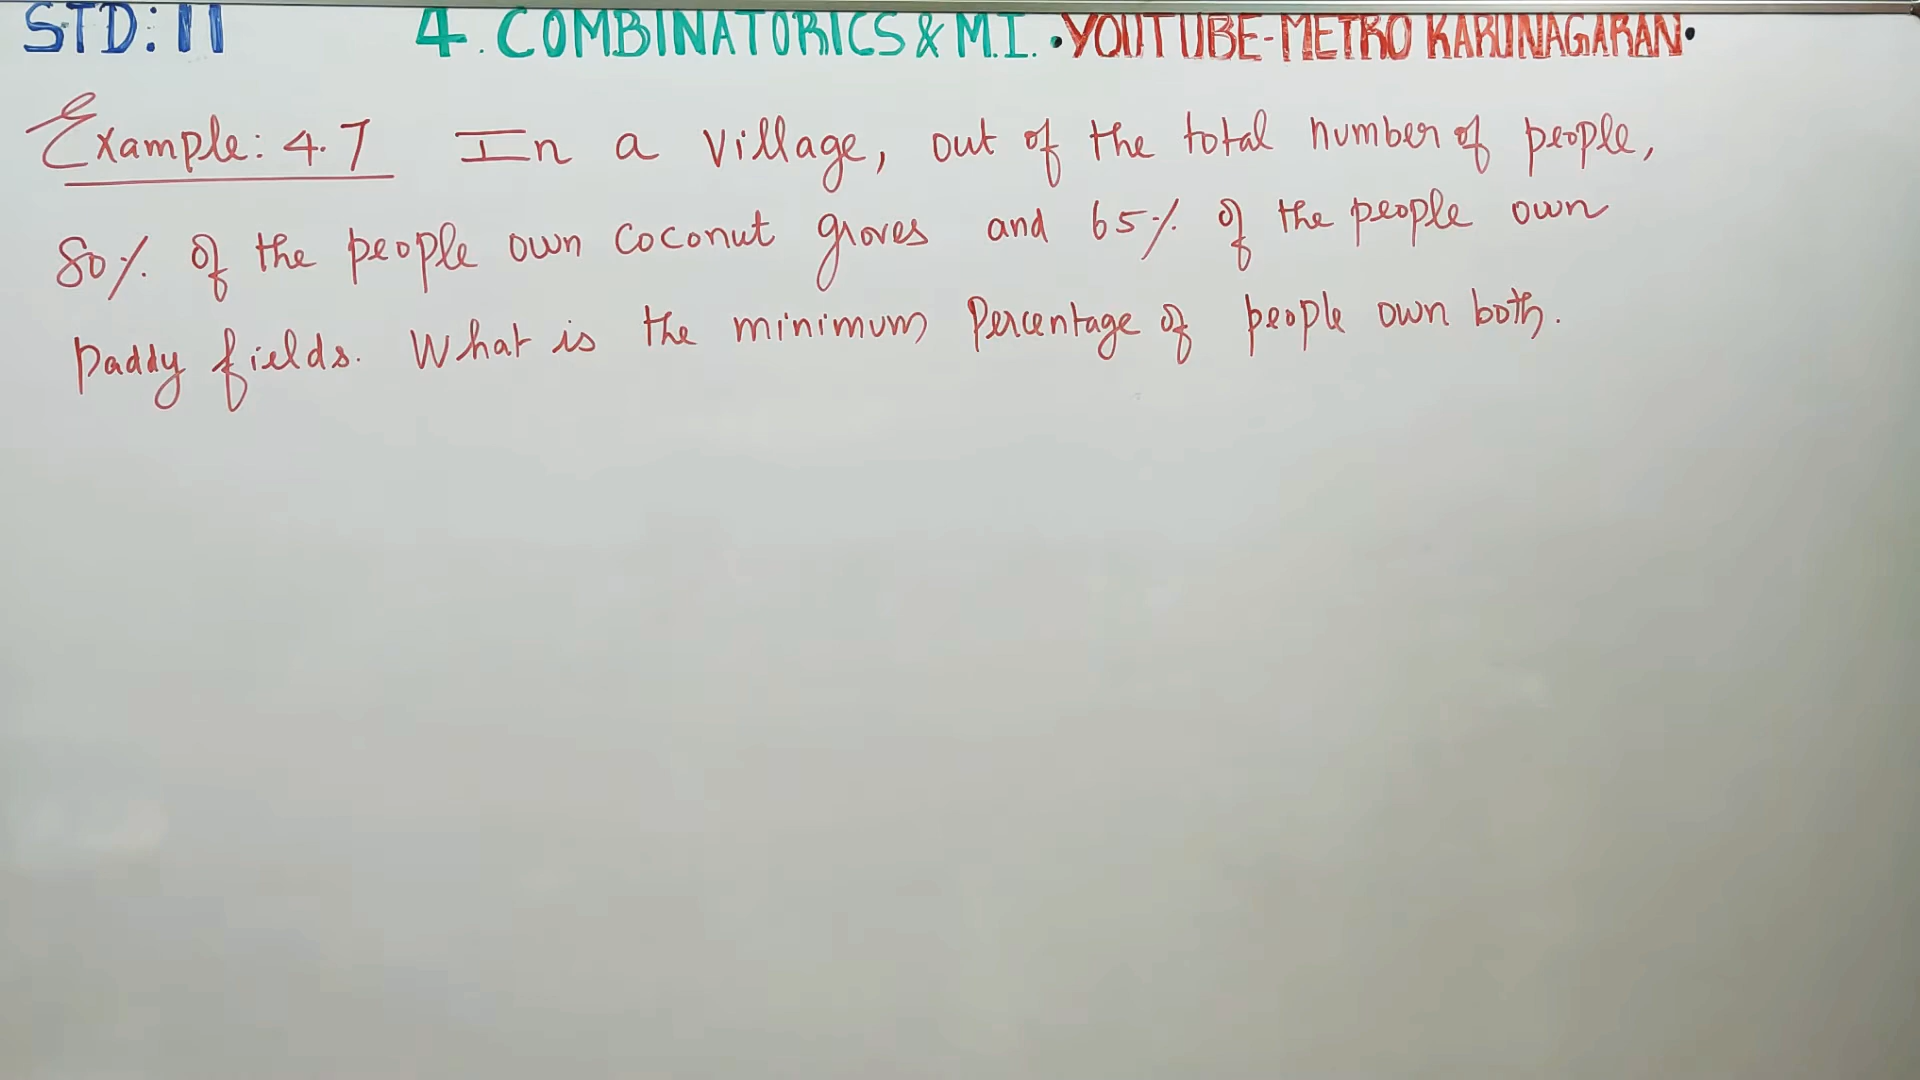 STD: 11 4. COMBINATORICS & M.I. • YOUTUBE-METRO KARUNAGARAN •
Example: 4.7 In a village, out of the total number of people,
80% of the people own coconut groves and 65% of the people own
paddy fields. What is the minimum percentage of people own both.